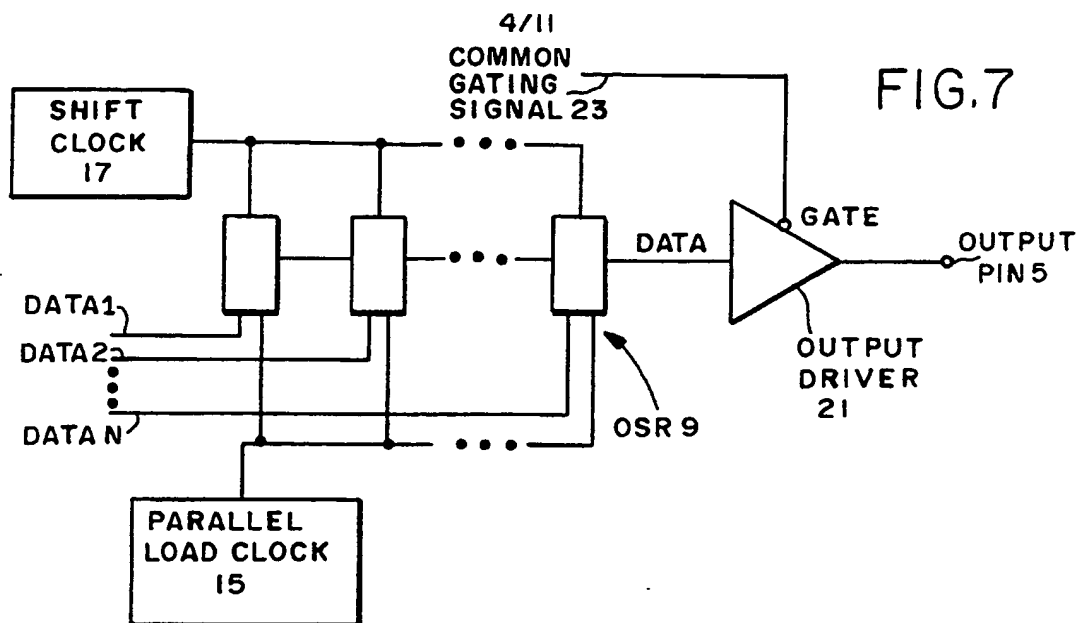 4/11
COMMON
GATING
SIGNAL 23
FIG.7
SHIFT
CLOCK
17
GATE
DATA
OUTPUT
PIN 5
DATA1
DATA2
DATA N
OUTPUT
DRIVER
21
OSR 9
PARALLEL
LOAD CLOCK
15